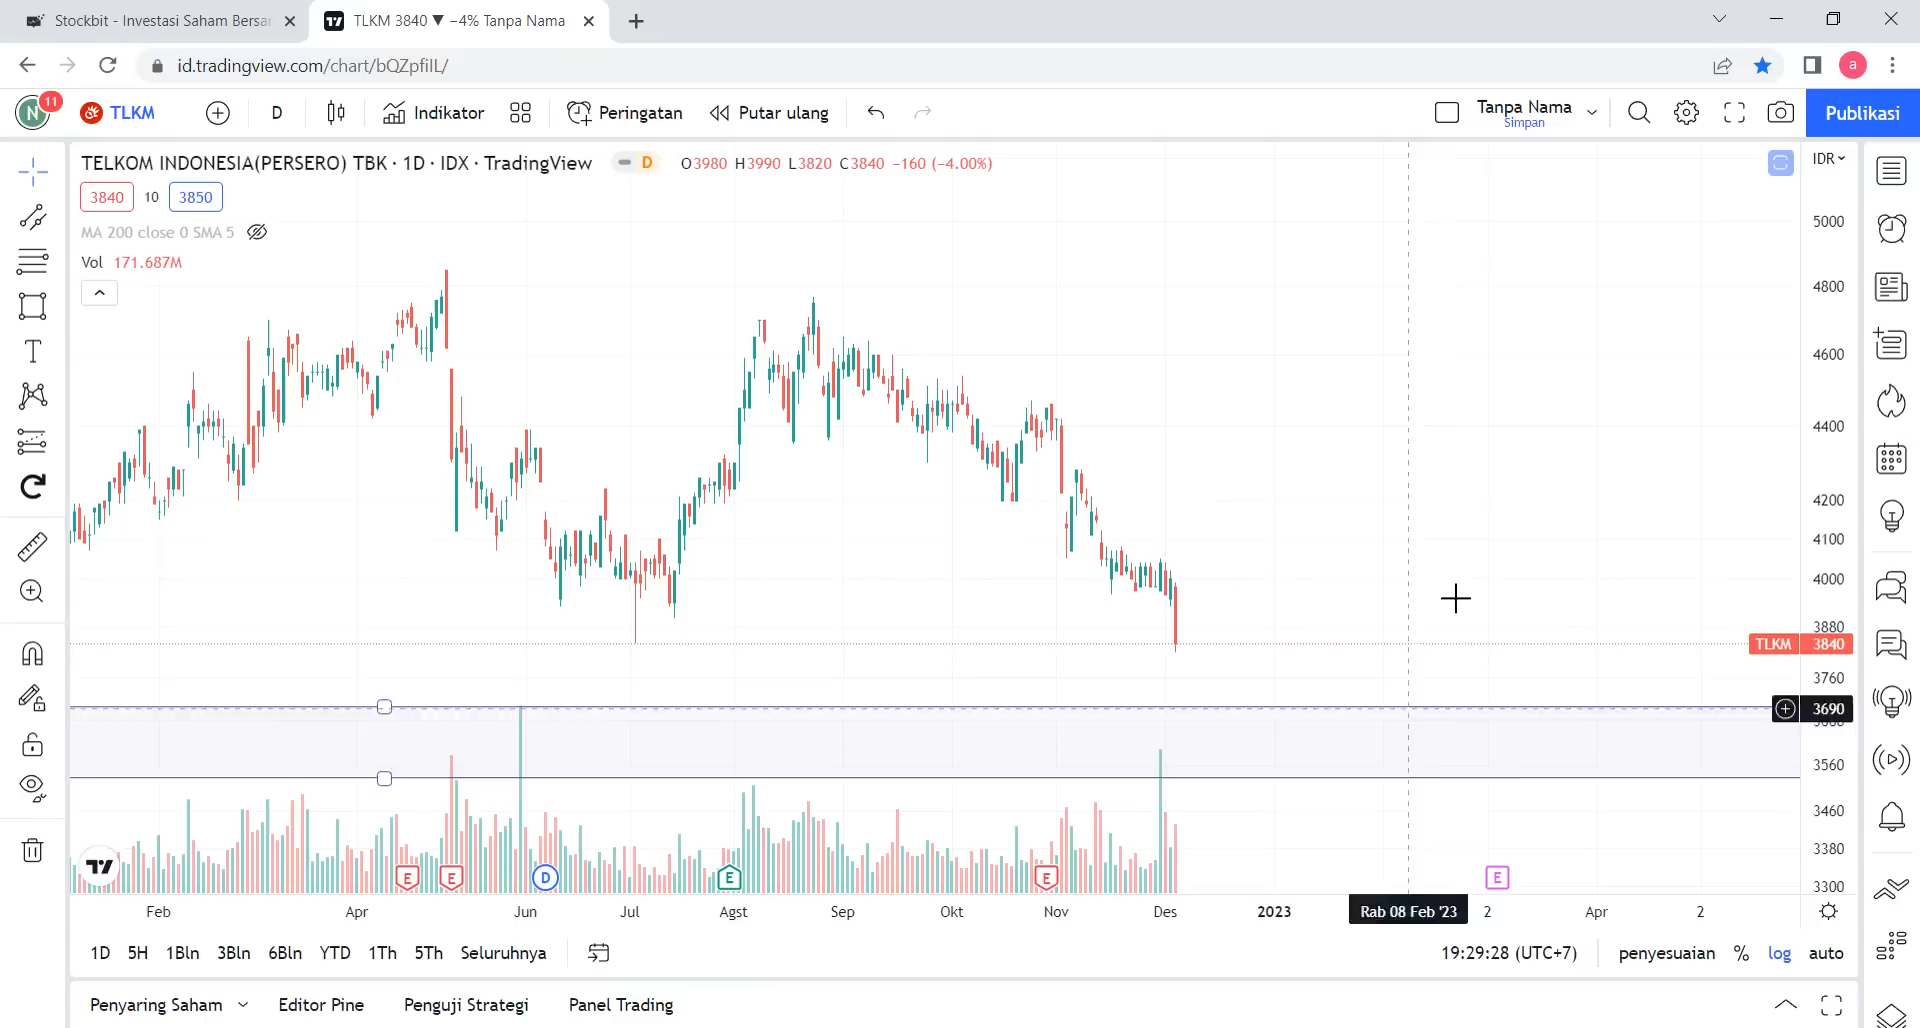 Stockbit - Investasi Saham Bersar
TLKM 3840 ▼ −4% Tanpa Nama
id.tradingview.com/chart/bQZpfiIL/
a
N
11
TLKM
D
Indikator
Peringatan
Putar ulang
Tanpa Nama
Simpan
Publikasi
TELKOM INDONESIA(PERSERO) TBK · 1D · IDX · TradingView
D
O3980 H3990 L3820 C3840 −160 (−4.00%)
IDR
3840
10
3850
MA 200 close 0 SMA 5
Vol 171.687M
5000
4800
4600
4400
4200
4100
4000
3880
TLKM 3840
3760
3690
3560
3460
3380
3300
E
E
D
E
E
E
Feb
Apr
Jun
Jul
Agst
Sep
Okt
Nov
Des
2023
Rab 08 Feb '23
2
Apr
2
1D
5H
1Bln
3Bln
6Bln
YTD
1Th
5Th
Seluruhnya
19:29:28 (UTC+7)
penyesuaian
%
log
auto
Penyaring Saham
Editor Pine
Penguji Strategi
Panel Trading